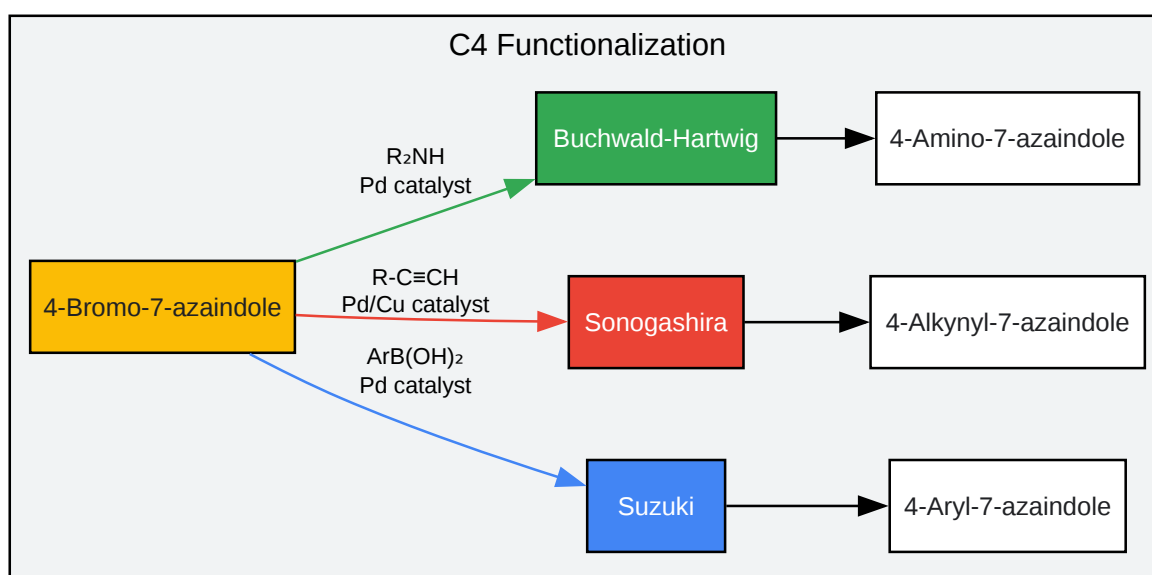 C4 Functionalization
R₂NH
Pd catalyst
Buchwald-Hartwig
4-Amino-7-azaindole
4-Bromo-7-azaindole
R-C≡CH
Pd/Cu catalyst
Sonogashira
4-Alkynyl-7-azaindole
ArB(OH)₂
Pd catalyst
Suzuki
4-Aryl-7-azaindole